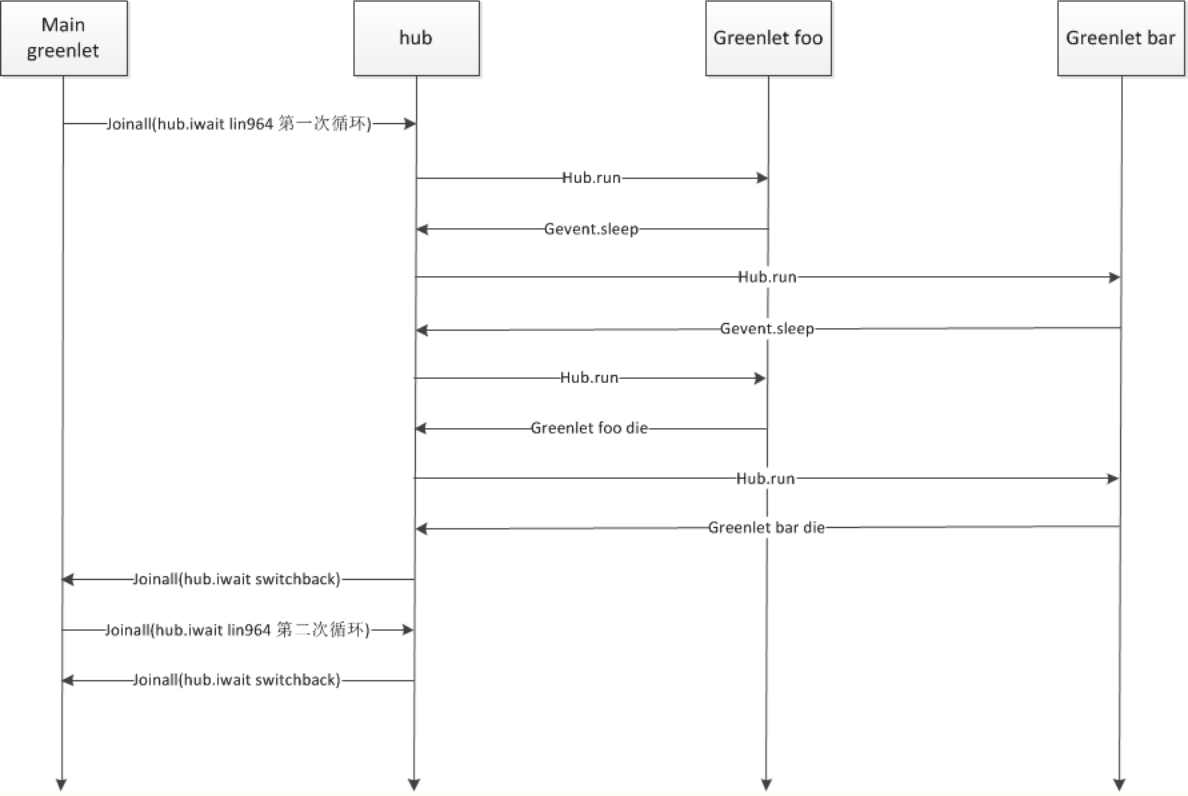 Main
greenlet
hub
Greenlet foo
Greenlet bar
Joinall(hub.iwait lin964 第一次循环)
Hub.run
Gevent.sleep
Hub.run
Gevent.sleep
Hub.run
Greenlet foo die
Hub.run
Greenlet bar die
Joinall(hub.iwait switchback)
Joinall(hub.iwait lin964 第二次循环)
Joinall(hub.iwait switchback)